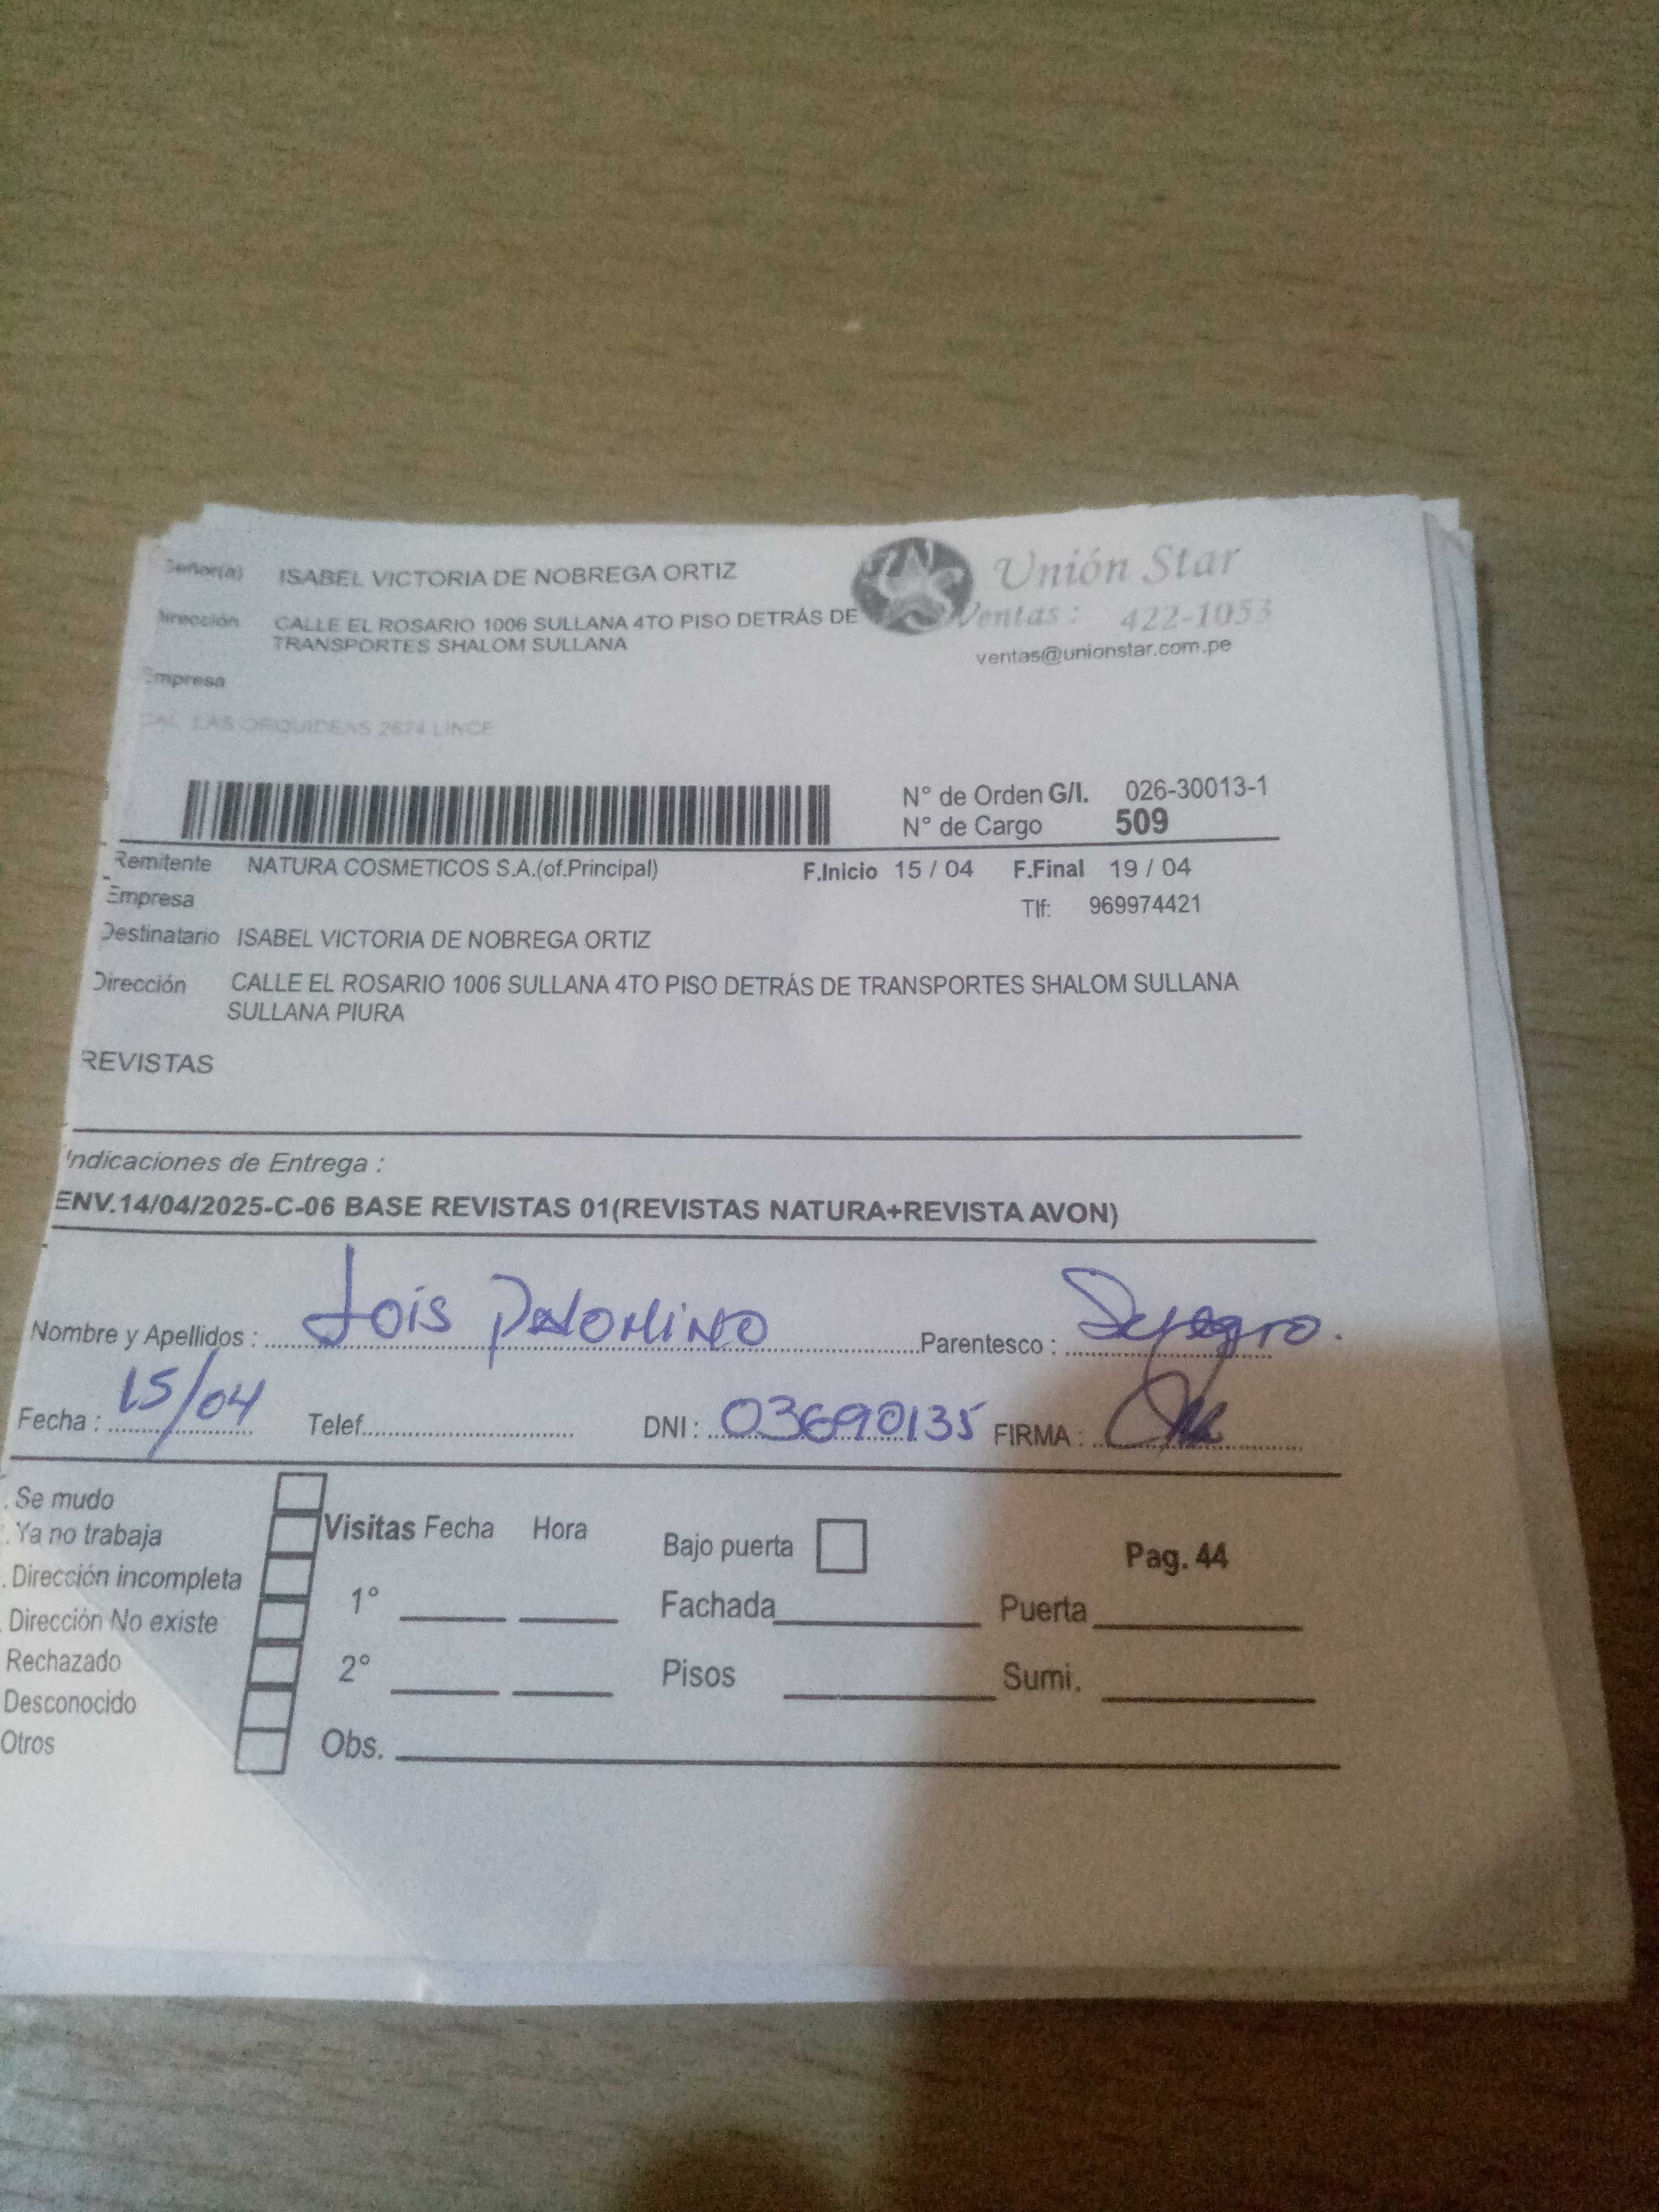 Señor(a) ISABEL VICTORIA DE NOBREGA ORTIZ
Unión Star
Dirección CALLE EL ROSARIO 1006 SULLANA 4TO PISO DETRÁS DE
TRANSPORTES SHALOM SULLANA
Ventas: 422-1053
ventas@unionstar.com.pe
Empresa
CAL. LAS ORQUIDEAS 2624 LINCE
N° de Orden G/I. 026-30013-1
N° de Cargo 509
Remitente NATURA COSMETICOS S.A.(of.Principal) F.Inicio 15 / 04 F.Final 19 / 04
Empresa Tlf: 969974421
Destinatario ISABEL VICTORIA DE NOBREGA ORTIZ
Dirección CALLE EL ROSARIO 1006 SULLANA 4TO PISO DETRÁS DE TRANSPORTES SHALOM SULLANA
SULLANA PIURA
REVISTAS
Indicaciones de Entrega :
ENV.14/04/2025-C-06 BASE REVISTAS 01(REVISTAS NATURA+REVISTA AVON)
Nombre y Apellidos : Lois Palomino Parentesco :
Fecha : 15/04 Telef. DNI : 03690135 FIRMA :
. Se mudo
. Ya no trabaja
. Dirección incompleta
. Dirección No existe
Rechazado
Desconocido
Otros
Visitas Fecha Hora
1°
2°
Obs.
Bajo puerta
Pag. 44
Fachada Puerta
Pisos Sumi.